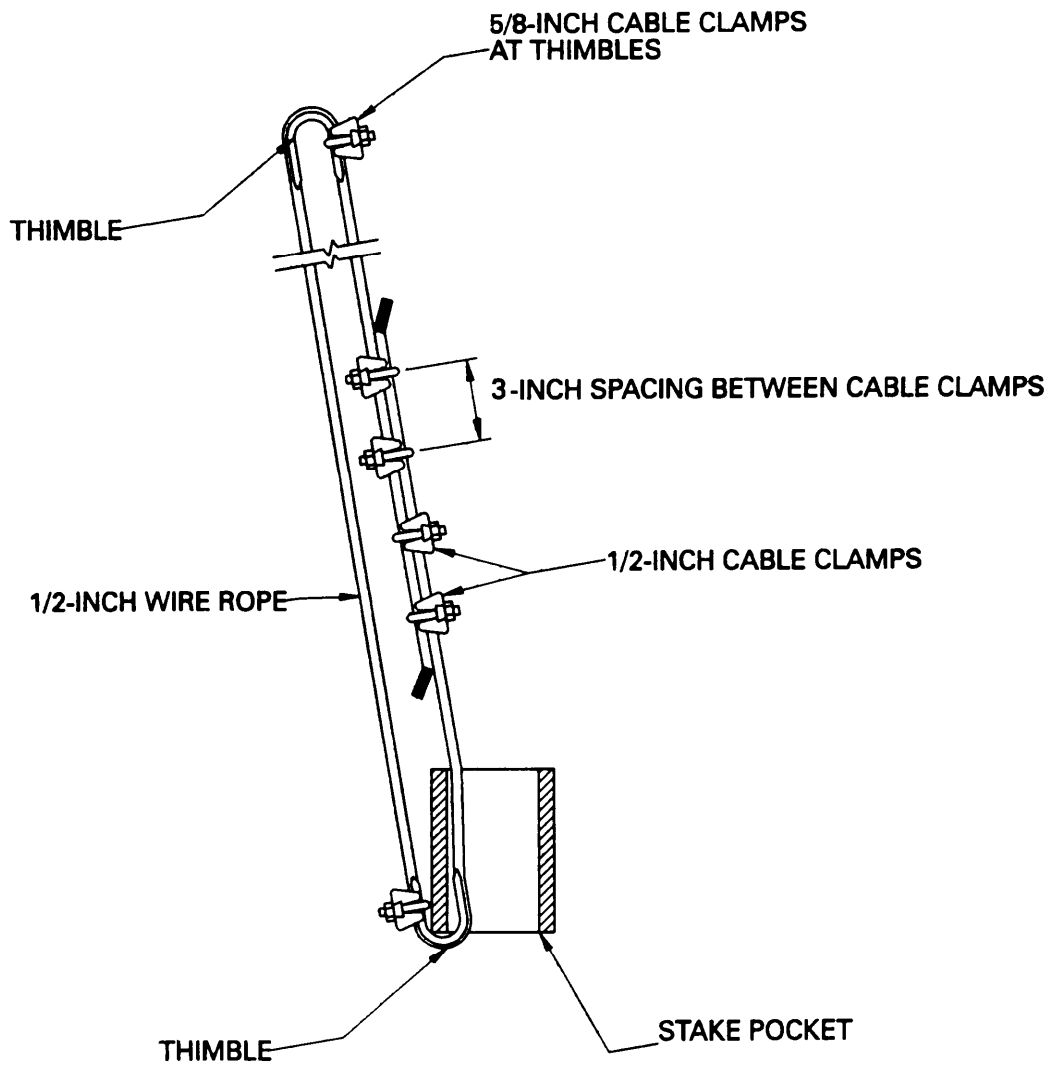 5/8-INCH CABLE CLAMPS
AT THIMBLES
THIMBLE
3-INCH SPACING BETWEEN CABLE CLAMPS
1/2-INCH CABLE CLAMPS
1/2-INCH WIRE ROPE
STAKE POCKET
THIMBLE